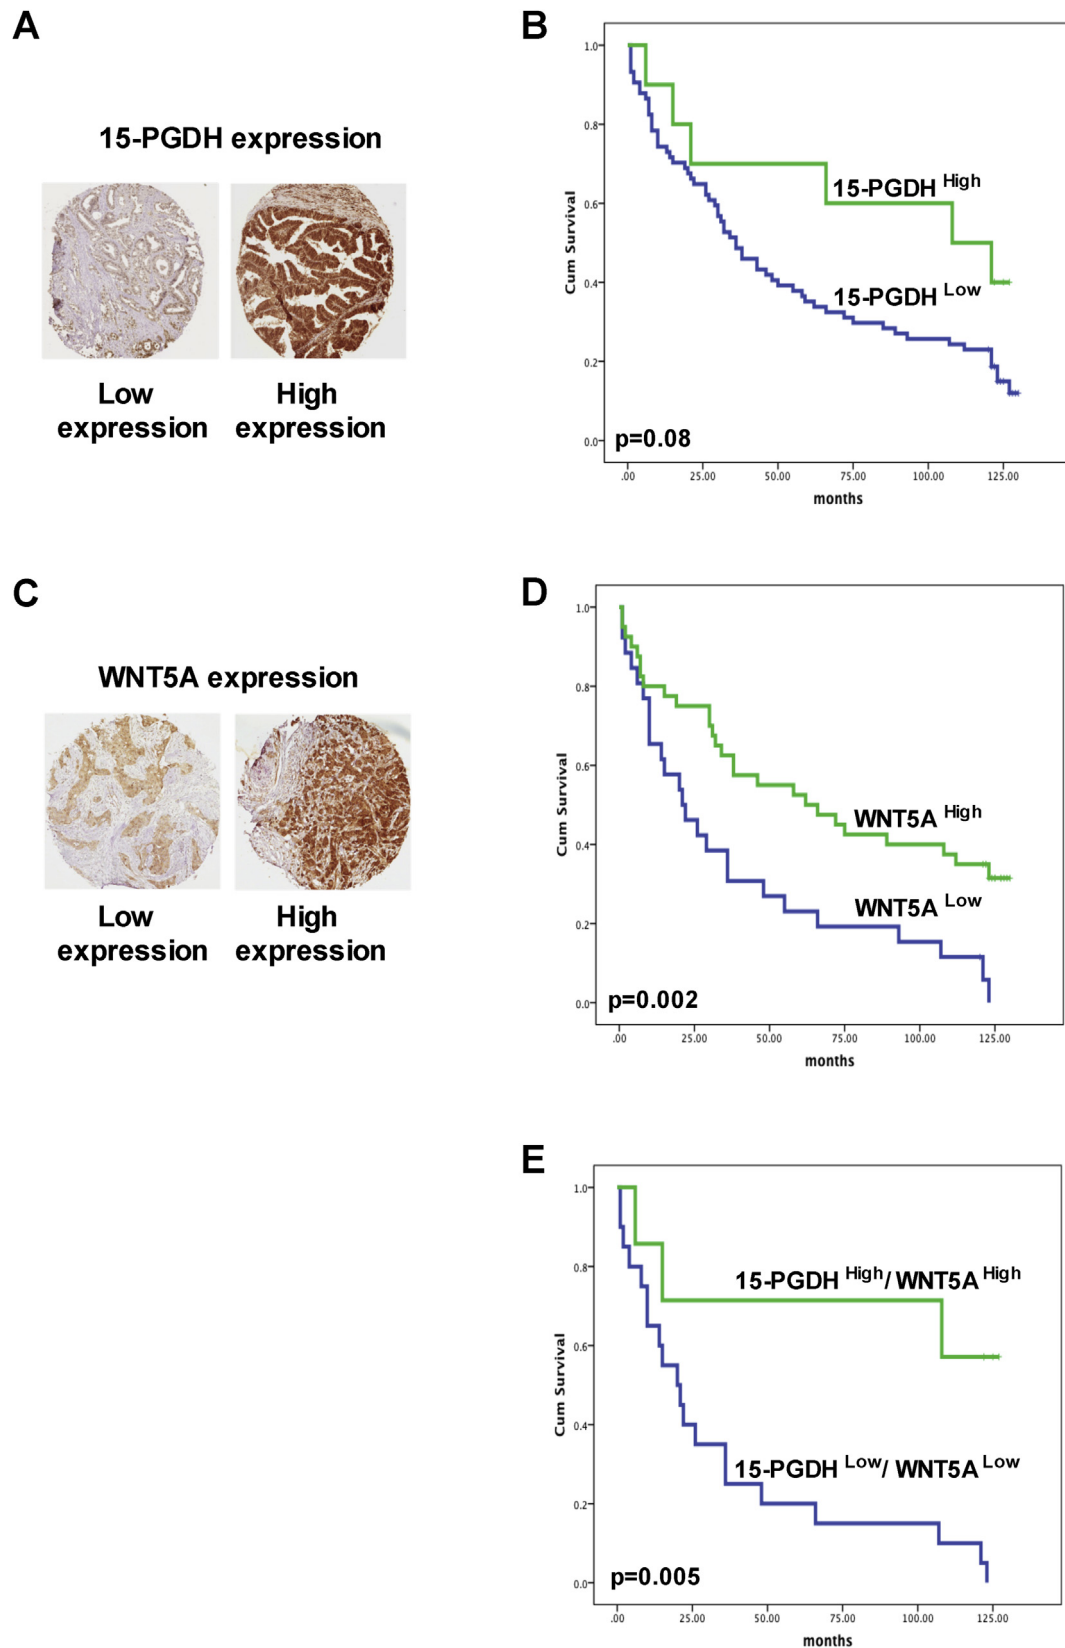 A
15-PGDH expression
Low expression
High expression
B
Cum Survival
1.0
0.8
0.6
0.4
0.2
0.0
15-PGDH High
15-PGDH Low
p=0.08
.00 25.00 50.00 75.00 100.00 125.00
months
C
WNT5A expression
Low expression
High expression
D
Cum Survival
1.0
0.8
0.6
0.4
0.2
0.0
WNT5A High
WNT5A Low
p=0.002
.00 25.00 50.00 75.00 100.00 125.00
months
E
Cum Survival
1.0
0.8
0.6
0.4
0.2
0.0
15-PGDH High/ WNT5A High
15-PGDH Low/ WNT5A Low
p=0.005
.00 25.00 50.00 75.00 100.00 125.00
months